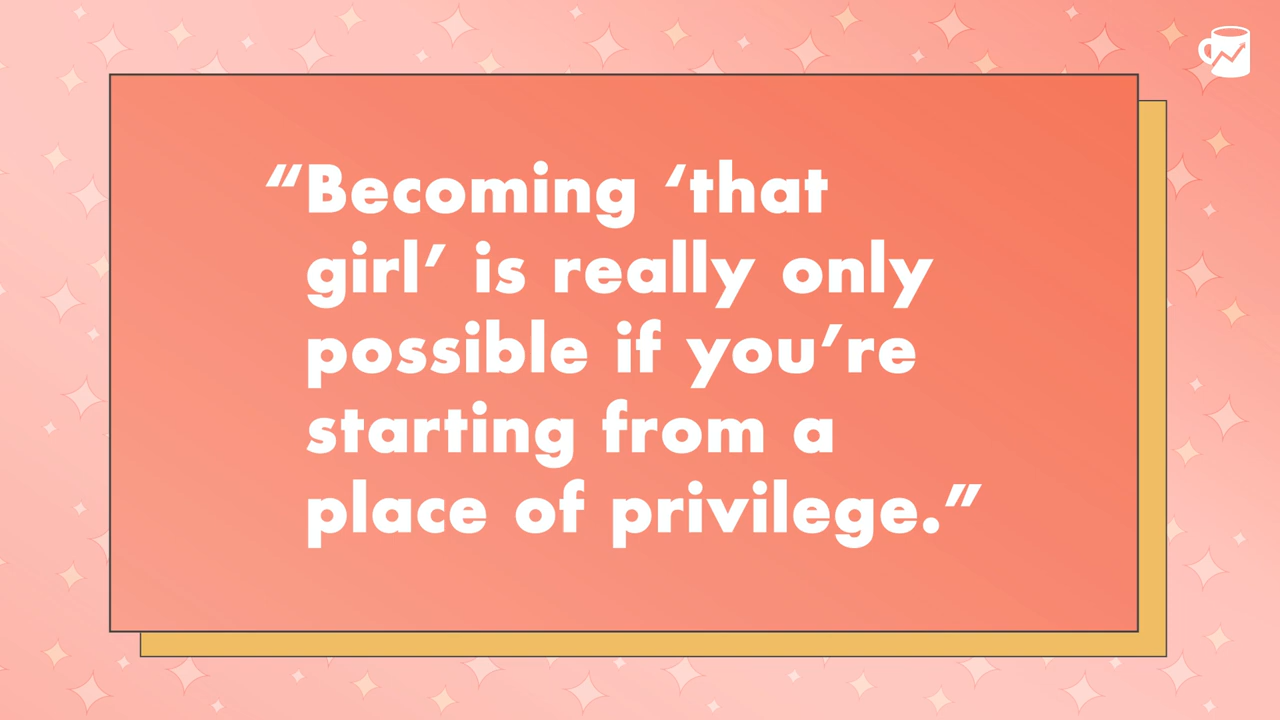 “Becoming ‘that
girl’ is really only
possible if you’re
starting from a
place of privilege.”